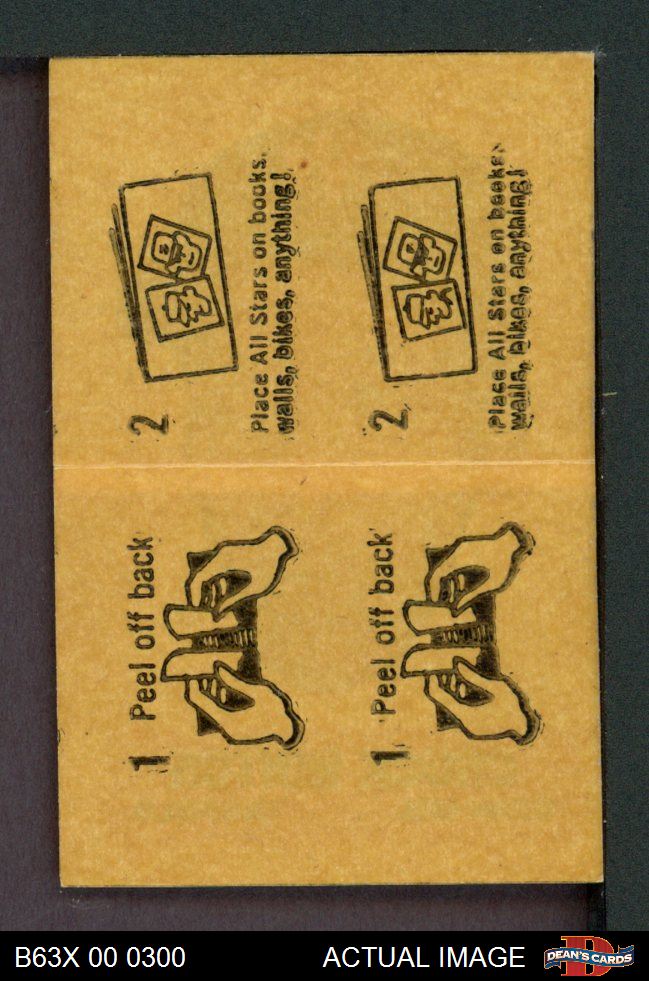 1 Peel off back
2
Place All Stars on books,
walls, bikes, anything!
1 Peel off back
2
Place All Stars on books,
walls, bikes, anything!
B63X 00 0300
ACTUAL IMAGE
D
DEAN'S CARDS